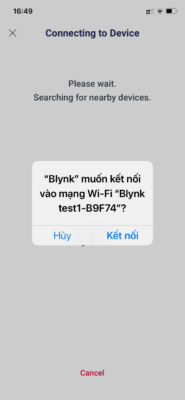 16:49
Connecting to Device
Please wait.
Searching for nearby devices.
“Blynk” muốn kết nối
vào mạng Wi-Fi “Blynk
test1-B9F74”?
Hủy
Kết nối
Cancel